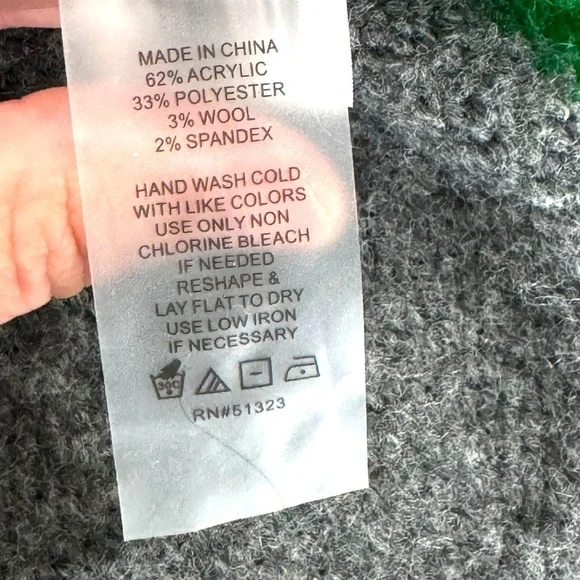 MADE IN CHINA
62% ACRYLIC
33% POLYESTER
3% WOOL
2% SPANDEX
HAND WASH COLD
WITH LIKE COLORS
USE ONLY NON
CHLORINE BLEACH
IF NEEDED
RESHAPE &
LAY FLAT TO DRY
USE LOW IRON
IF NECESSARY
30C
RN#51323